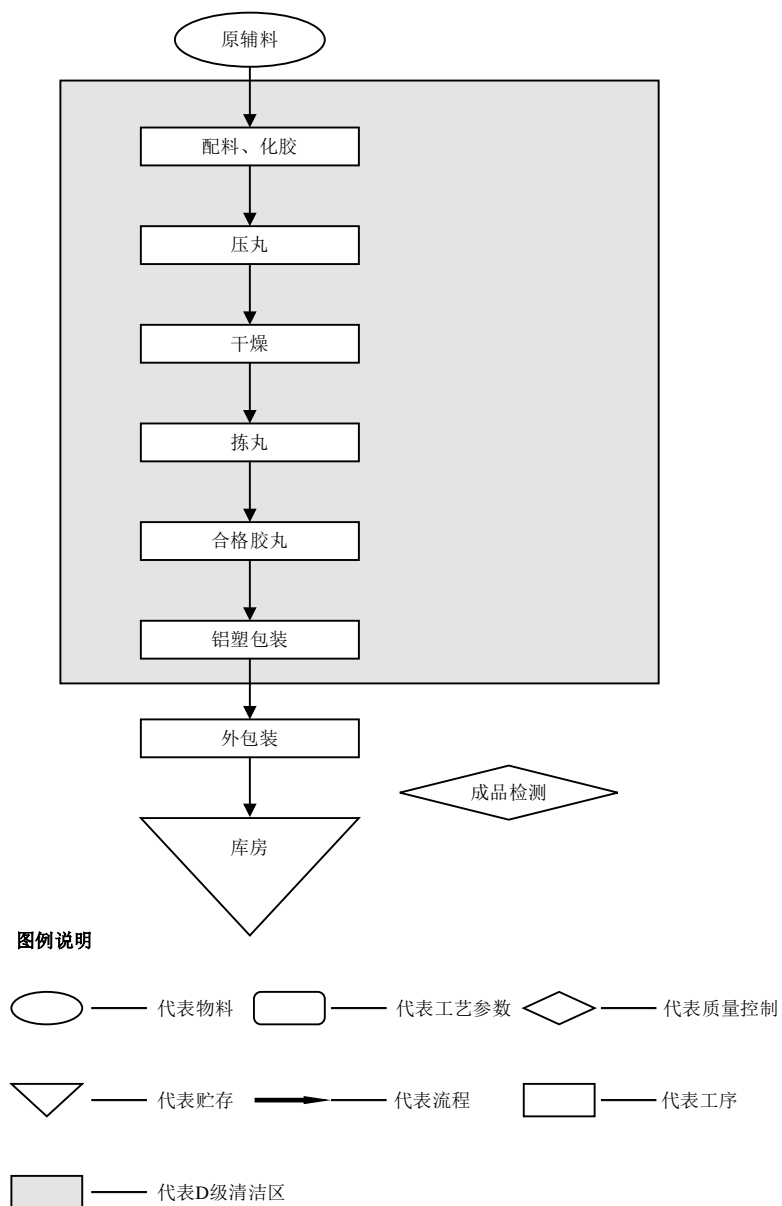 原辅料
配料、化胶
压丸
干燥
拣丸
合格胶丸
铝塑包装
外包装
成品检测
库房
图例说明
代表物料
代表工艺参数
代表质量控制
代表贮存
代表流程
代表工序
代表D级清洁区